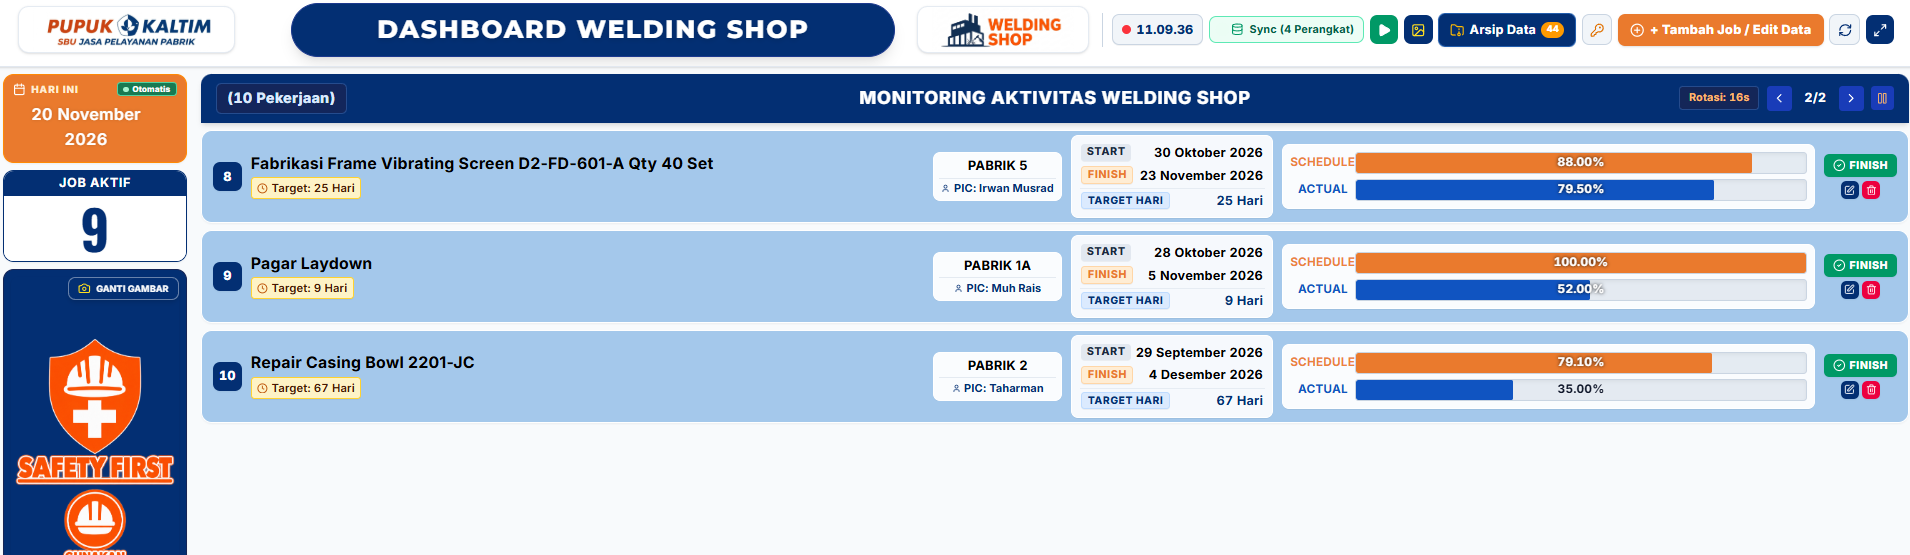 PUPUK KALTIM
SBU JASA PELAYANAN PABRIK
DASHBOARD WELDING SHOP
WELDING
SHOP
11.09.36
Sync (4 Perangkat)
Arsip Data 44
+ Tambah Job / Edit Data
HARI INI
Otomatis
20 November
2026
JOB AKTIF
9
GANTI GAMBAR
SAFETY FIRST
GUNAKAN
(10 Pekerjaan)
MONITORING AKTIVITAS WELDING SHOP
Rotasi: 16s
2/2
8
Fabrikasi Frame Vibrating Screen D2-FD-601-A Qty 40 Set
Target: 25 Hari
PABRIK 5
PIC: Irwan Musrad
START 30 Oktober 2026
FINISH 23 November 2026
TARGET HARI 25 Hari
SCHEDULE 88.00%
ACTUAL 79.50%
FINISH
9
Pagar Laydown
Target: 9 Hari
PABRIK 1A
PIC: Muh Rais
START 28 Oktober 2026
FINISH 5 November 2026
TARGET HARI 9 Hari
SCHEDULE 100.00%
ACTUAL 52.00%
FINISH
10
Repair Casing Bowl 2201-JC
Target: 67 Hari
PABRIK 2
PIC: Taharman
START 29 September 2026
FINISH 4 Desember 2026
TARGET HARI 67 Hari
SCHEDULE 79.10%
ACTUAL 35.00%
FINISH